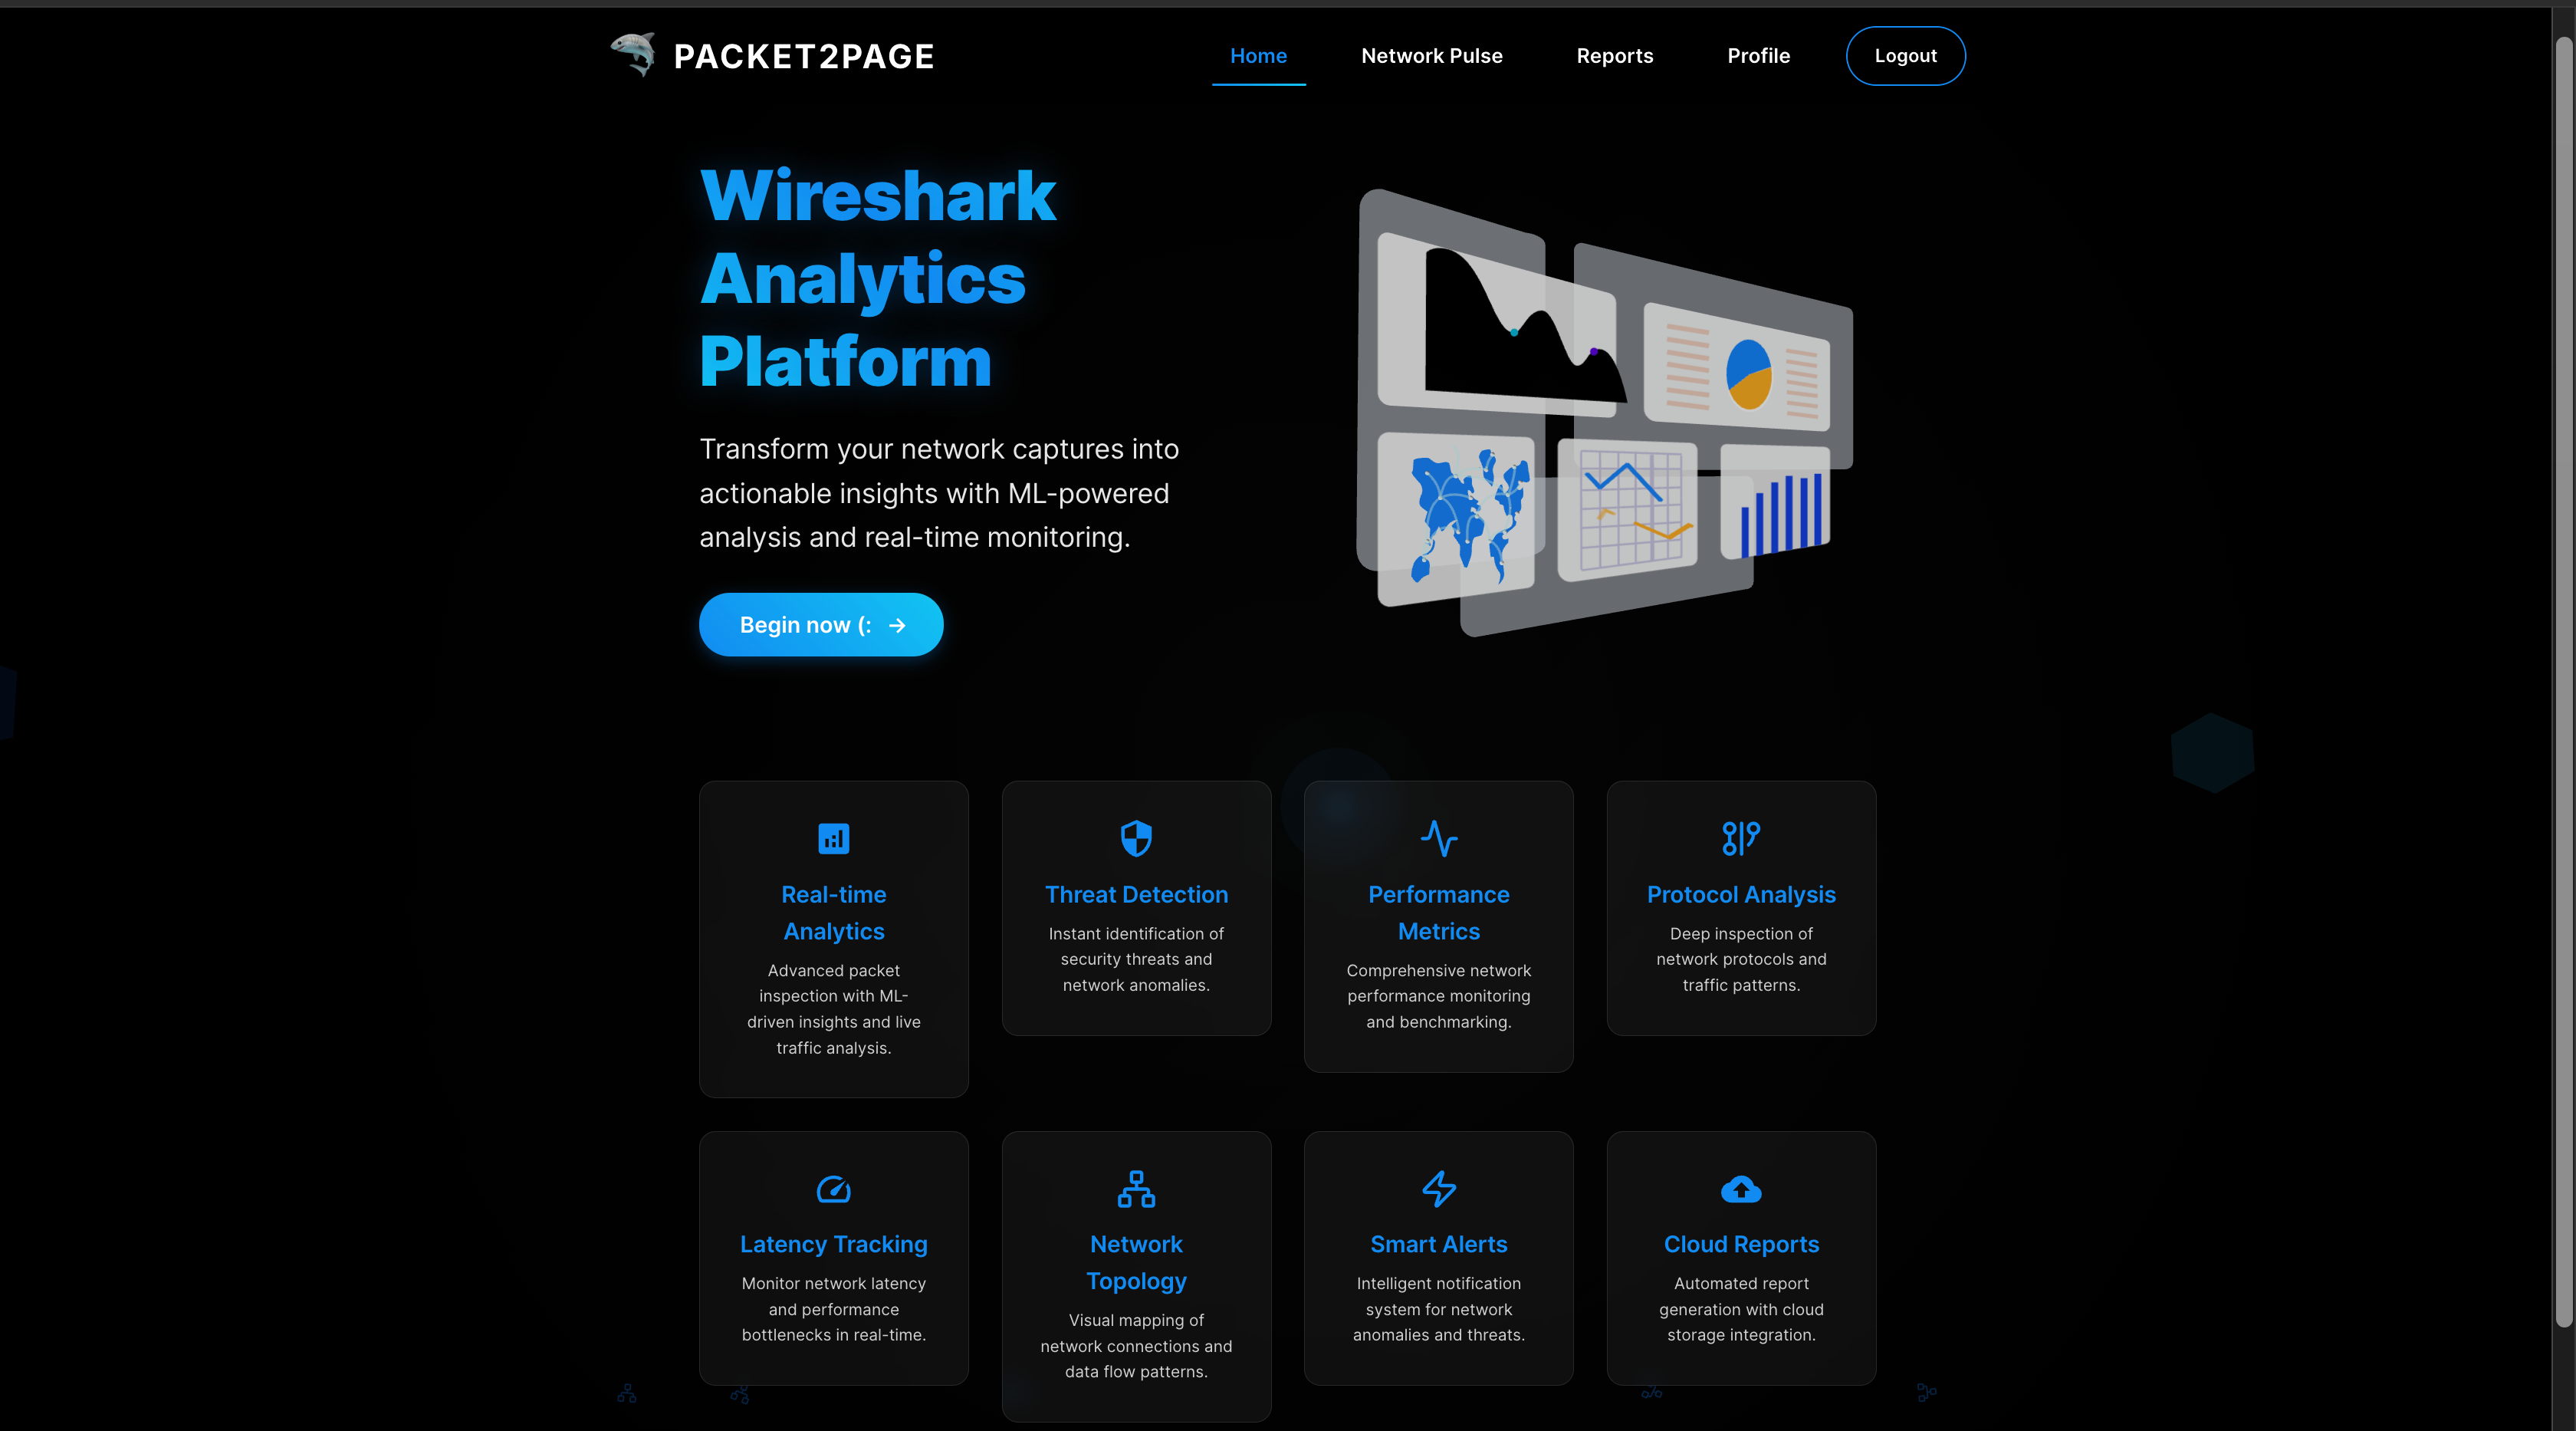 PACKET2PAGE
Home
Network Pulse
Reports
Profile
Logout
Wireshark
Analytics
Platform
Transform your network captures into
actionable insights with ML-powered
analysis and real-time monitoring.
Begin now (: →
Real-time
Analytics
Advanced packet
inspection with ML-
driven insights and live
traffic analysis.
Threat Detection
Instant identification of
security threats and
network anomalies.
Performance
Metrics
Comprehensive network
performance monitoring
and benchmarking.
Protocol Analysis
Deep inspection of
network protocols and
traffic patterns.
Latency Tracking
Monitor network latency
and performance
bottlenecks in real-time.
Network
Topology
Visual mapping of
network connections and
data flow patterns.
Smart Alerts
Intelligent notification
system for network
anomalies and threats.
Cloud Reports
Automated report
generation with cloud
storage integration.